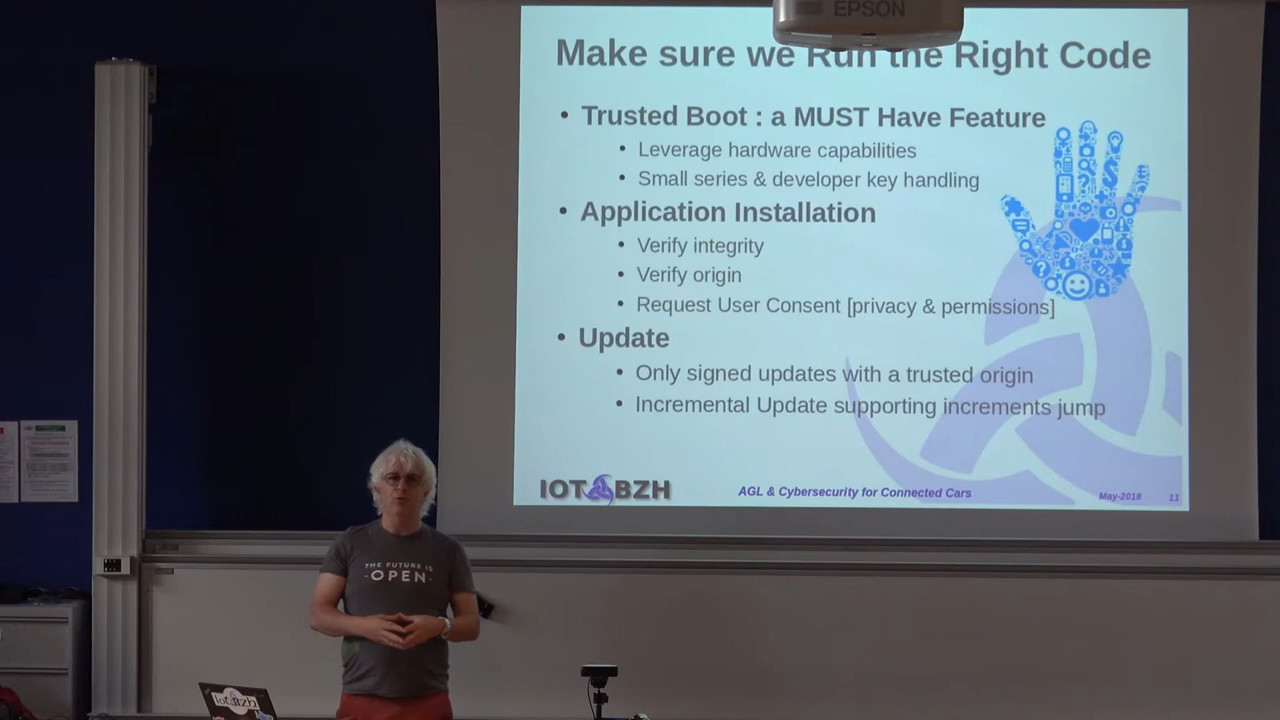 EPSON
Make sure we Run the Right Code
• Trusted Boot : a MUST Have Feature
• Leverage hardware capabilities
• Small series & developer key handling
• Application Installation
• Verify integrity
• Verify origin
• Request User Consent [privacy & permissions]
• Update
• Only signed updates with a trusted origin
• Incremental Update supporting increments jump
IOT BZH
AGL & Cybersecurity for Connected Cars
May-2018
11
THE FUTURE IS
-OPEN-
IoT.Bzh